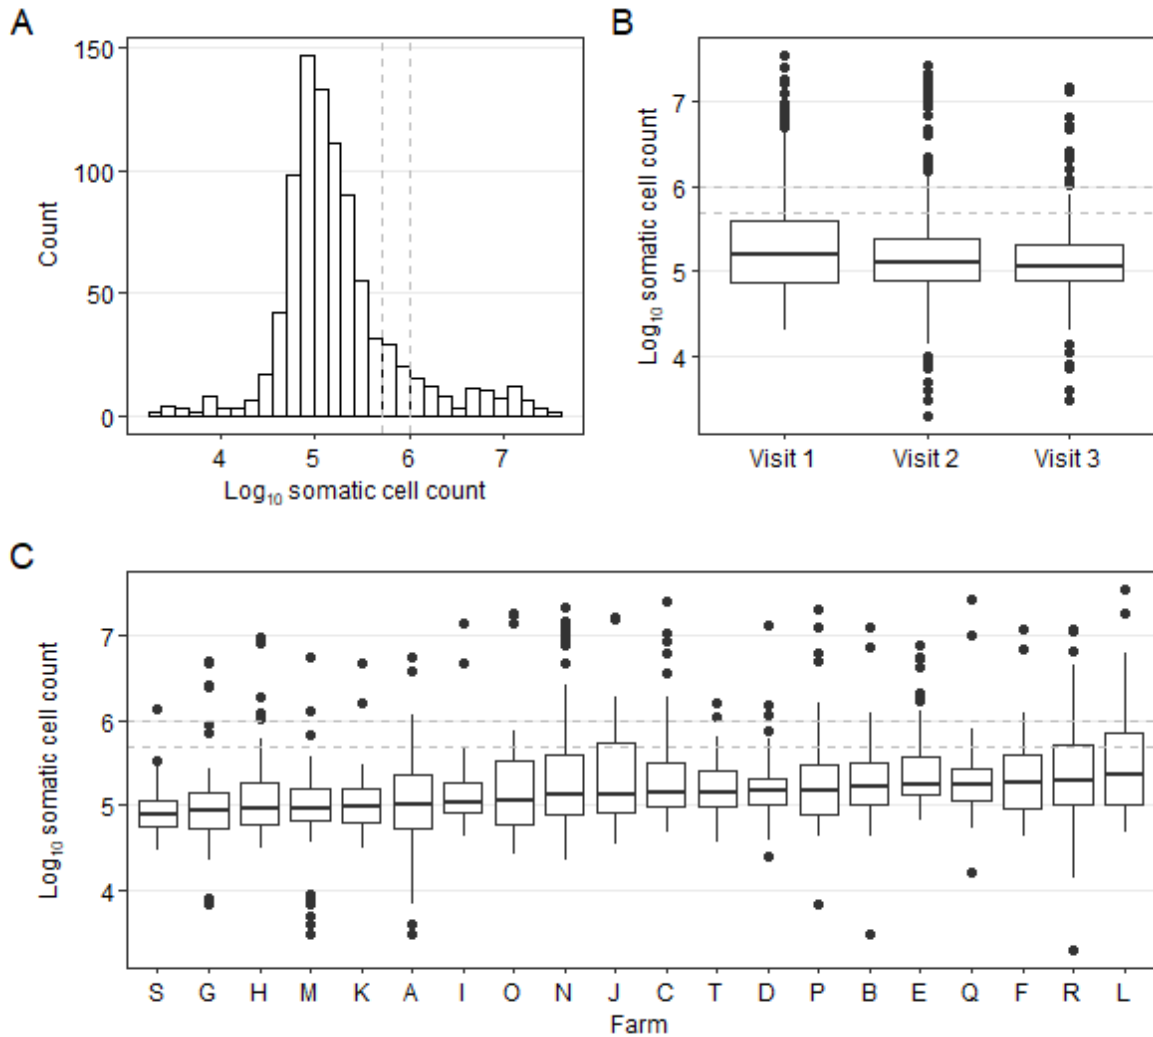 A
150
100
50
0
Count
4 5 6 7
Log₁₀ somatic cell count
B
7
6
5
4
Log₁₀ somatic cell count
Visit 1 Visit 2 Visit 3
C
7
6
5
4
Log₁₀ somatic cell count
S G H M K A I O N J C T D P B E Q F R L
Farm